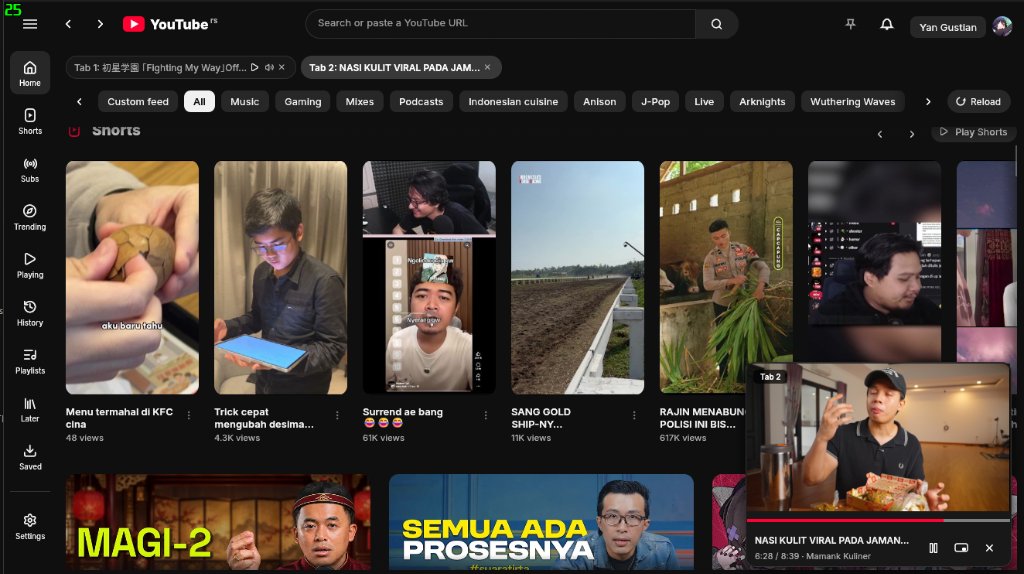 25
YouTube RS
Search or paste a YouTube URL
Yan Gustian
Tab 1: 初星学園 「Fighting My Way」Off...
Tab 2: NASI KULIT VIRAL PADA JAM...
Custom feed
All
Music
Gaming
Mixes
Podcasts
Indonesian cuisine
Anison
J-Pop
Live
Arknights
Wuthering Waves
Reload
Home
Shorts
Subs
Trending
Playing
History
Playlists
Later
Saved
Settings
Shorts
Play Shorts
aku baru tahu
CAPCAPUNG
Menu termahal di KFC
cina
48 views
Trick cepat
mengubah desima...
4.3K views
Surrend ae bang
61K views
SANG GOLD
SHIP-NY...
11K views
RAJIN MENABUN
POLISI INI BIS...
617K views
MAGI-2
SEMUA ADA
PROSESNYA
#suaratirta
Tab 2
NASI KULIT VIRAL PADA JAMAN...
6:28 / 8:39 · Mamank Kuliner